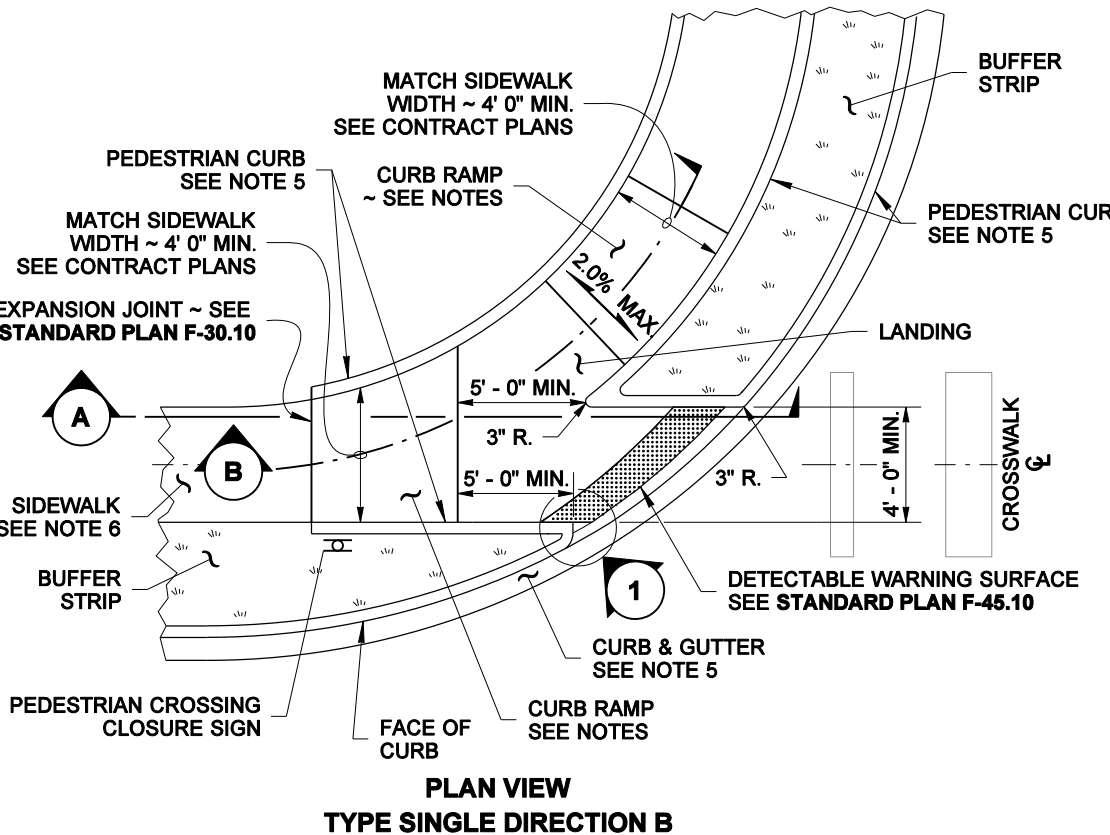 MATCH SIDEWALK
WIDTH ~ 4' 0" MIN.
SEE CONTRACT PLANS
BUFFER
STRIP
PEDESTRIAN CURB
SEE NOTE 5
CURB RAMP
~ SEE NOTES
MATCH SIDEWALK
WIDTH ~ 4' 0" MIN.
SEE CONTRACT PLANS
PEDESTRIAN CUR
SEE NOTE 5
2.0% MAX.
EXPANSION JOINT ~ SEE
STANDARD PLAN F-30.10
LANDING
A
5' - 0" MIN.
3" R.
B
5' - 0" MIN.
3" R.
4' - 0" MIN.
CROSSWALK
CL
SIDEWALK
SEE NOTE 6
BUFFER
STRIP
1
DETECTABLE WARNING SURFACE
SEE STANDARD PLAN F-45.10
CURB & GUTTER
SEE NOTE 5
PEDESTRIAN CROSSING
CLOSURE SIGN
FACE OF
CURB
CURB RAMP
SEE NOTES
PLAN VIEW
TYPE SINGLE DIRECTION B